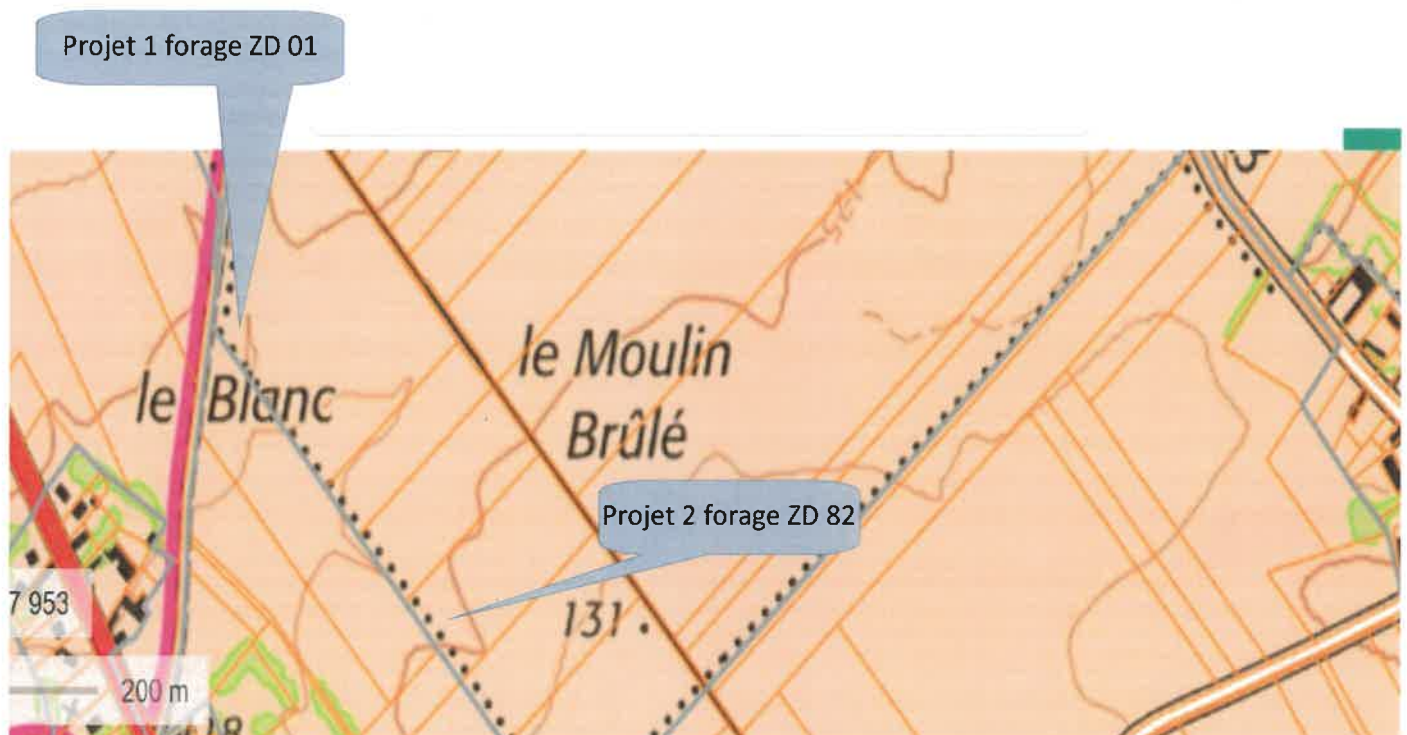 Projet 1 forage ZD 01
le Moulin
Brûlé
le Blanc
Projet 2 forage ZD 82
131
7 953
200 m